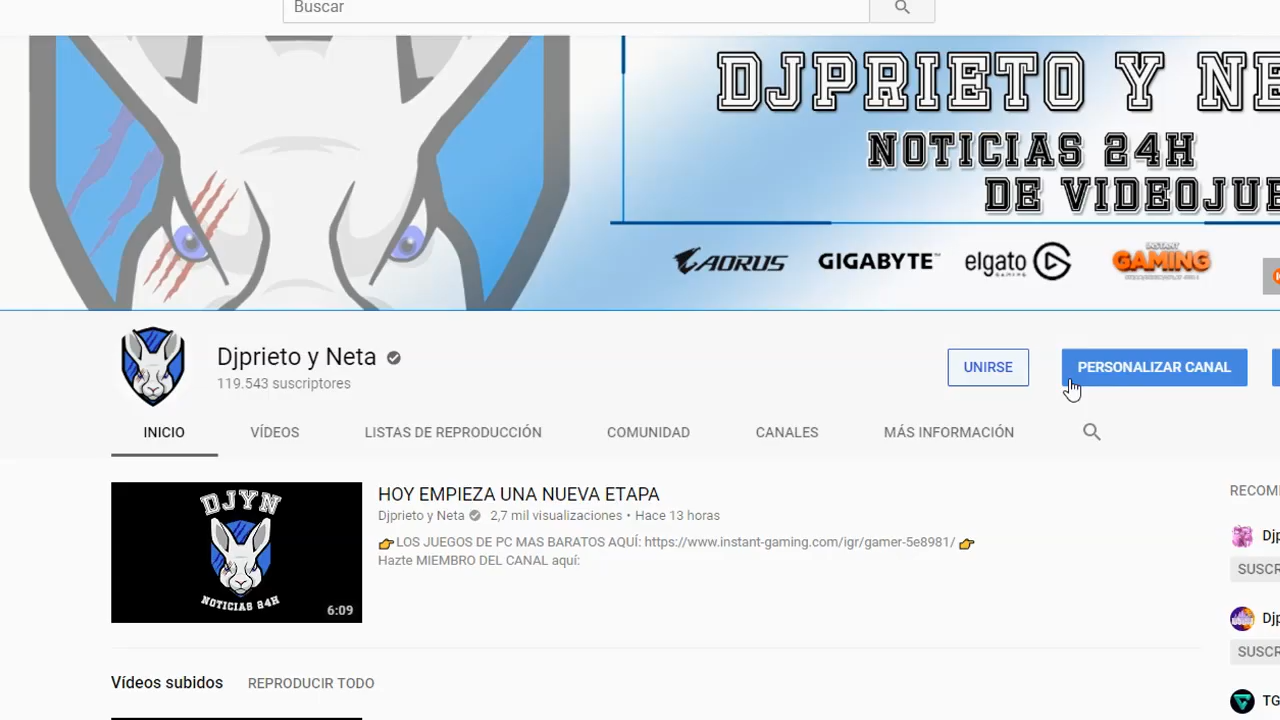 Buscar
DJPRIETO Y NE
NOTICIAS 24H
DE VIDEOJUE
AORUS GIGABYTE™ elgato GAMING INSTANT GAMING
Djprieto y Neta
119.543 suscriptores
UNIRSE PERSONALIZAR CANAL
INICIO VÍDEOS LISTAS DE REPRODUCCIÓN COMUNIDAD CANALES MÁS INFORMACIÓN
DJYN
NOTICIAS 24H
6:09
HOY EMPIEZA UNA NUEVA ETAPA
Djprieto y Neta 2,7 mil visualizaciones • Hace 13 horas
👉LOS JUEGOS DE PC MAS BARATOS AQUÍ: https://www.instant-gaming.com/igr/gamer-5e8981/ 👉
Hazte MIEMBRO DEL CANAL aquí:
RECOM
Djp
SUSCR
Djp
SUSCR
TG
Vídeos subidos REPRODUCIR TODO